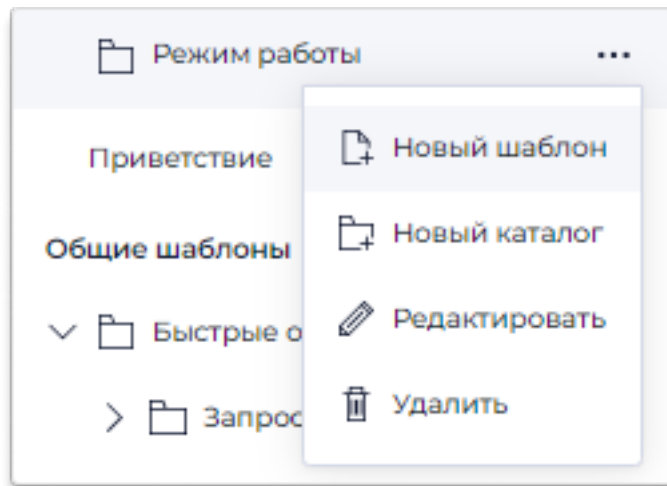 Режим работы
Приветствие
Общие шаблоны
Быстрые о
Запрос
Новый шаблон
Новый каталог
Редактировать
Удалить